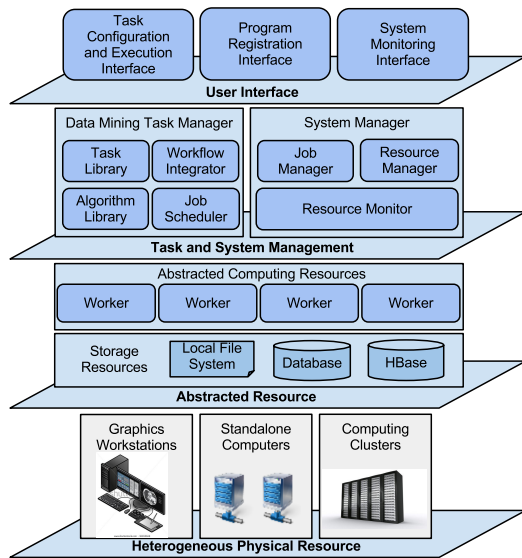 Task
Configuration
and Execution
Interface
Program
Registration
Interface
System
Monitoring
Interface
User Interface
Data Mining Task Manager
Task
Library
Workflow
Integrator
Algorithm
Library
Job
Scheduler
System Manager
Job
Manager
Resource
Manager
Resource Monitor
Task and System Management
Abstracted Computing Resources
Worker
Worker
Worker
Worker
Storage
Resources
Local File
System
Database
HBase
Abstracted Resource
Graphics
Workstations
Standalone
Computers
Computing
Clusters
Heterogeneous Physical Resource